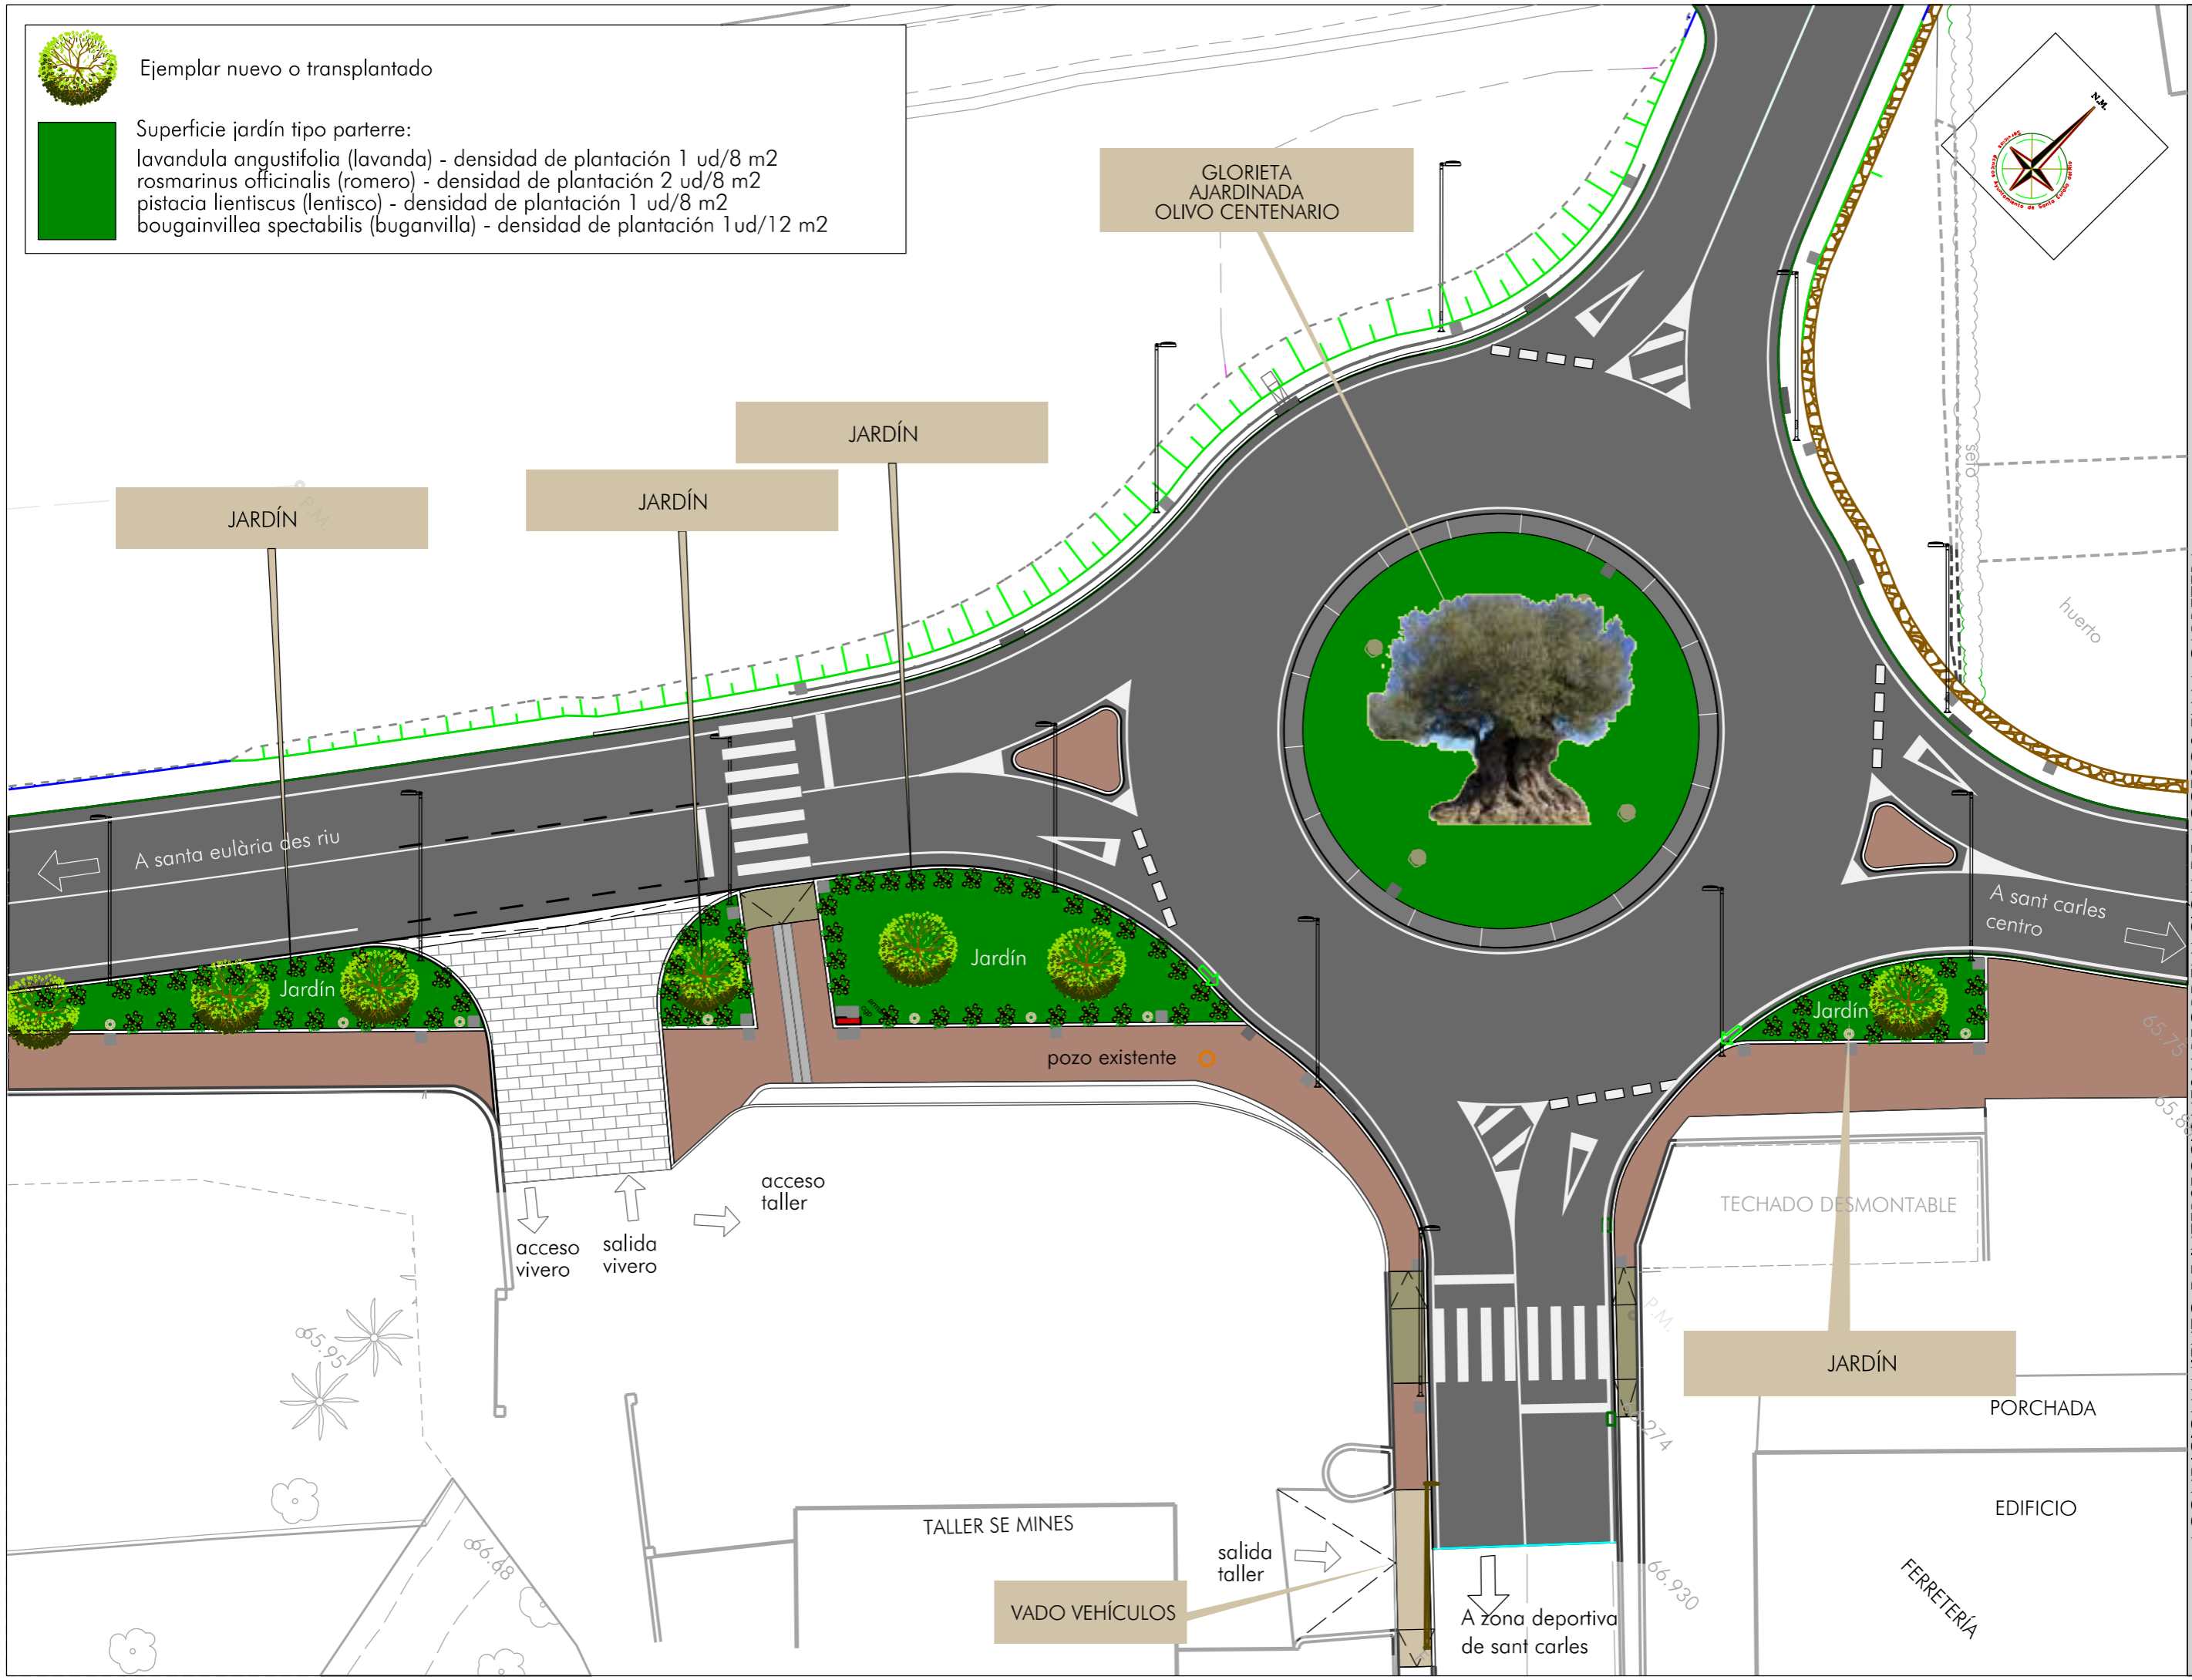 Ejemplar nuevo o transplantado
Superficie jardín tipo parterre:
lavandula angustifolia (lavanda) - densidad de plantación 1 ud/8 m2
rosmarinus officinalis (romero) - densidad de plantación 2 ud/8 m2
pistacia lientiscus (lentisco) - densidad de plantación 1 ud/8 m2
bougainvillea spectabilis (buganvilla) - densidad de plantación 1ud/12 m2
GLORIETA
AJARDINADA
OLIVO CENTENARIO
N.M.
JARDÍN
JARDÍN
JARDÍN
P.M.
seto
huerto
A santa eulària des riu
A sant carles
centro
Jardín
Jardín
Jardín
pozo existente
65.75
acceso
taller
acceso
vivero
salida
vivero
TECHADO DESMONTABLE
P.M.
65.95
JARDÍN
PORCHADA
EDIFICIO
FERRETERÍA
TALLER SE MINES
66.48
salida
taller
VADO VEHÍCULOS
66.930
A zona deportiva
de sant carles